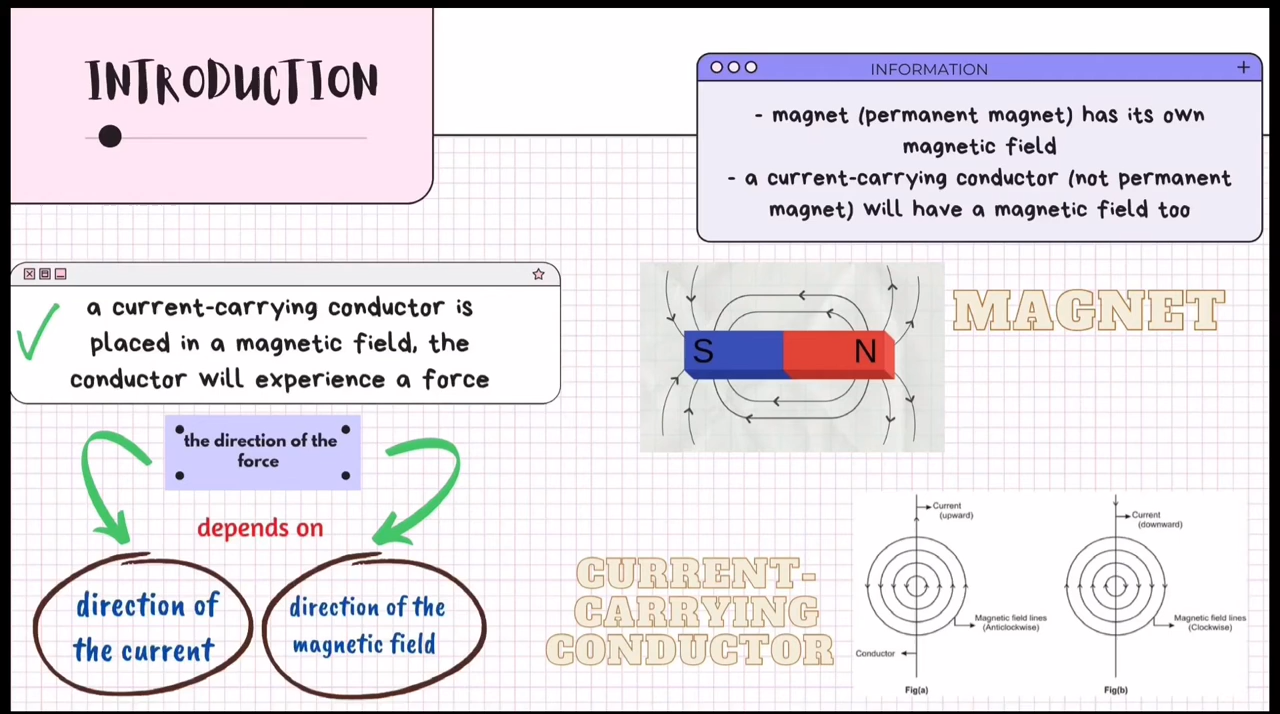 INTRODUCTION
INFORMATION
- magnet (permanent magnet) has its own
magnetic field
- a current-carrying conductor (not permanent
magnet) will have a magnetic field too
a current-carrying conductor is
placed in a magnetic field, the
conductor will experience a force
the direction of the
force
depends on
direction of
the current
direction of the
magnetic field
S N
MAGNET
CURRENT-
CARRYING
CONDUCTOR
Current
(upward)
Magnetic field lines
(Anticlockwise)
Conductor
Fig(a)
Current
(downward)
Magnetic field lines
(Clockwise)
Fig(b)